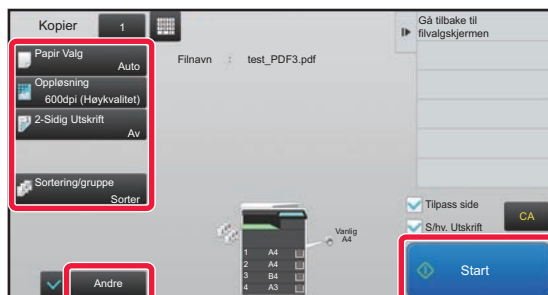 Kopier
1
Papir Valg
Auto
Oppløsning
600dpi (Høykvalitet)
2-Sidig Utskrift
Av
Sortering/gruppe
Sorter
Andre
Filnavn : test_PDF3.pdf
Vanlig
A4
1 A4
2 A4
3 B4
4 A3
Gå tilbake til
filvalgskjermen
Tilpass side
S/hv. Utskrift
CA
Start